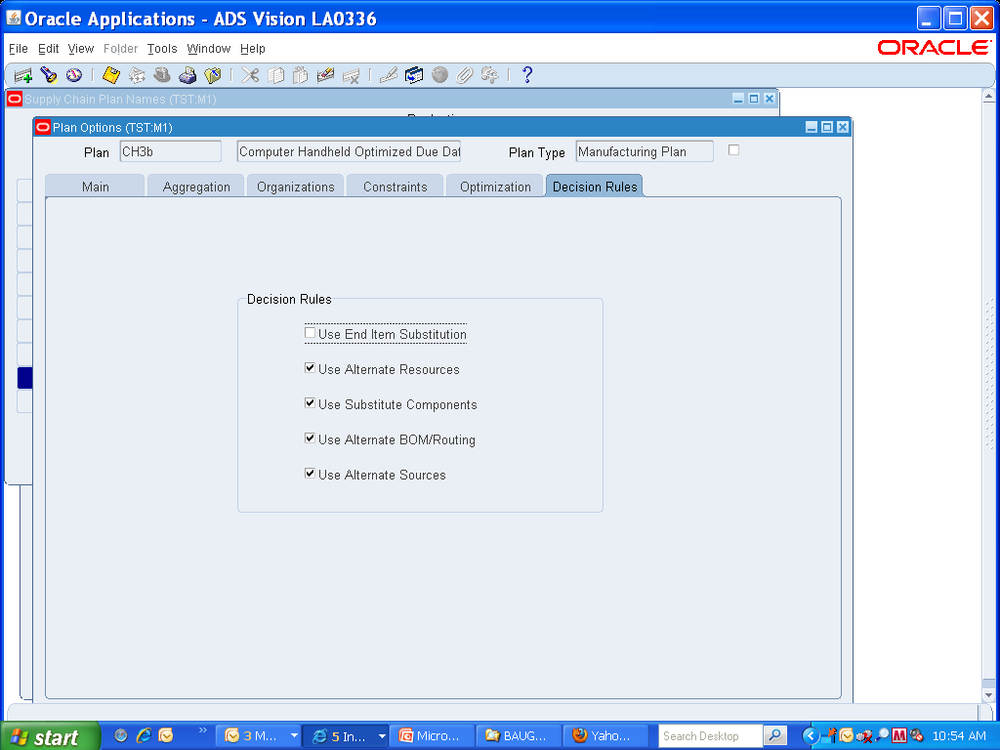 Oracle Applications - ADS Vision LA0336
File Edit View Folder Tools Window Help
ORACLE
Supply Chain Plan Names (TST:M1)
Plan Options (TST:M1)
Plan CH3b Computer Handheld Optimized Due Dat Plan Type Manufacturing Plan
Main Aggregation Organizations Constraints Optimization Decision Rules
Decision Rules
Use End Item Substitution
Use Alternate Resources
Use Substitute Components
Use Alternate BOM/Routing
Use Alternate Sources
start 3 M... 5 In... Micro... BAUG... Yaho... Search Desktop 10:54 AM